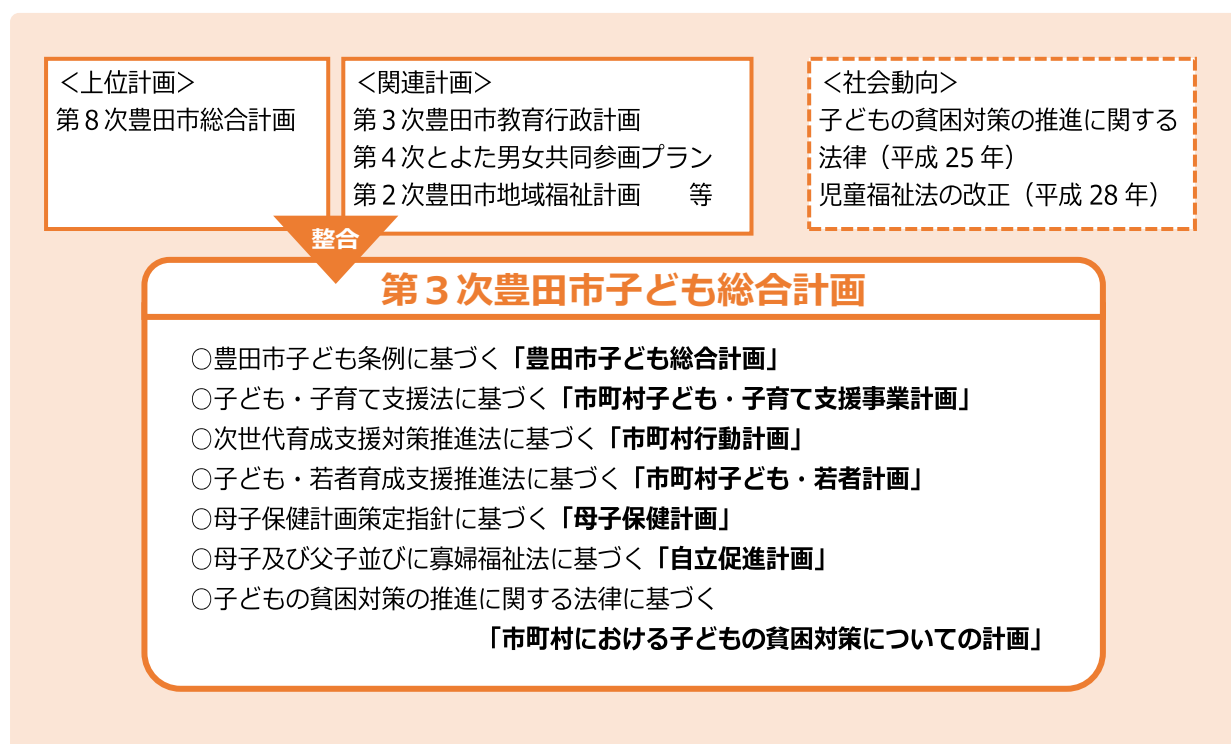 ＜上位計画＞
第８次豊田市総合計画
＜関連計画＞
第３次豊田市教育行政計画
第４次とよた男女共同参画プラン
第２次豊田市地域福祉計画　　等
＜社会動向＞
子どもの貧困対策の推進に関する
法律（平成 25 年）
児童福祉法の改正（平成 28 年）
整合
第３次豊田市子ども総合計画
○豊田市子ども条例に基づく「豊田市子ども総合計画」
○子ども・子育て支援法に基づく「市町村子ども・子育て支援事業計画」
○次世代育成支援対策推進法に基づく「市町村行動計画」
○子ども・若者育成支援推進法に基づく「市町村子ども・若者計画」
○母子保健計画策定指針に基づく「母子保健計画」
○母子及び父子並びに寡婦福祉法に基づく「自立促進計画」
○子どもの貧困対策の推進に関する法律に基づく
「市町村における子どもの貧困対策についての計画」